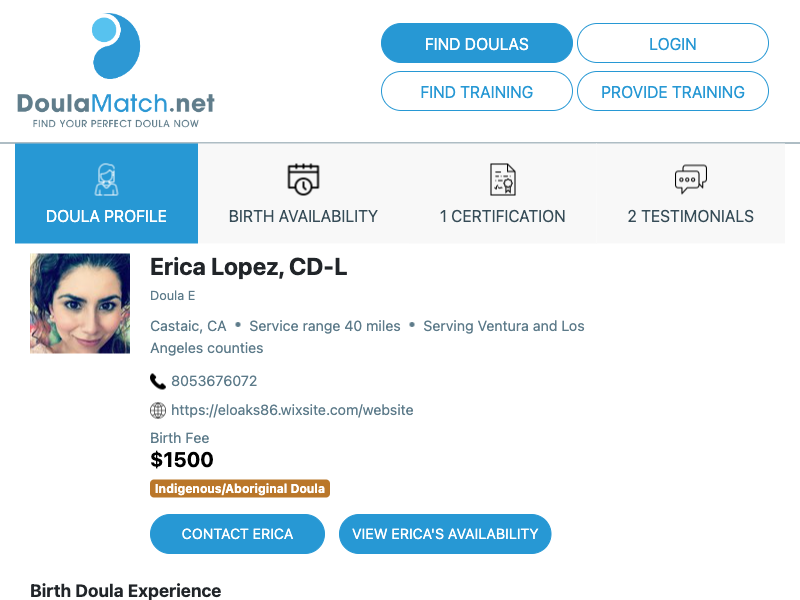 DoulaMatch.net
FIND YOUR PERFECT DOULA NOW
FIND DOULAS
LOGIN
FIND TRAINING
PROVIDE TRAINING
DOULA PROFILE
BIRTH AVAILABILITY
1 CERTIFICATION
2 TESTIMONIALS
Erica Lopez, CD-L
Doula E
Castaic, CA • Service range 40 miles • Serving Ventura and Los
Angeles counties
8053676072
https://eloaks86.wixsite.com/website
Birth Fee
$1500
Indigenous/Aboriginal Doula
CONTACT ERICA
VIEW ERICA'S AVAILABILITY
Birth Doula Experience